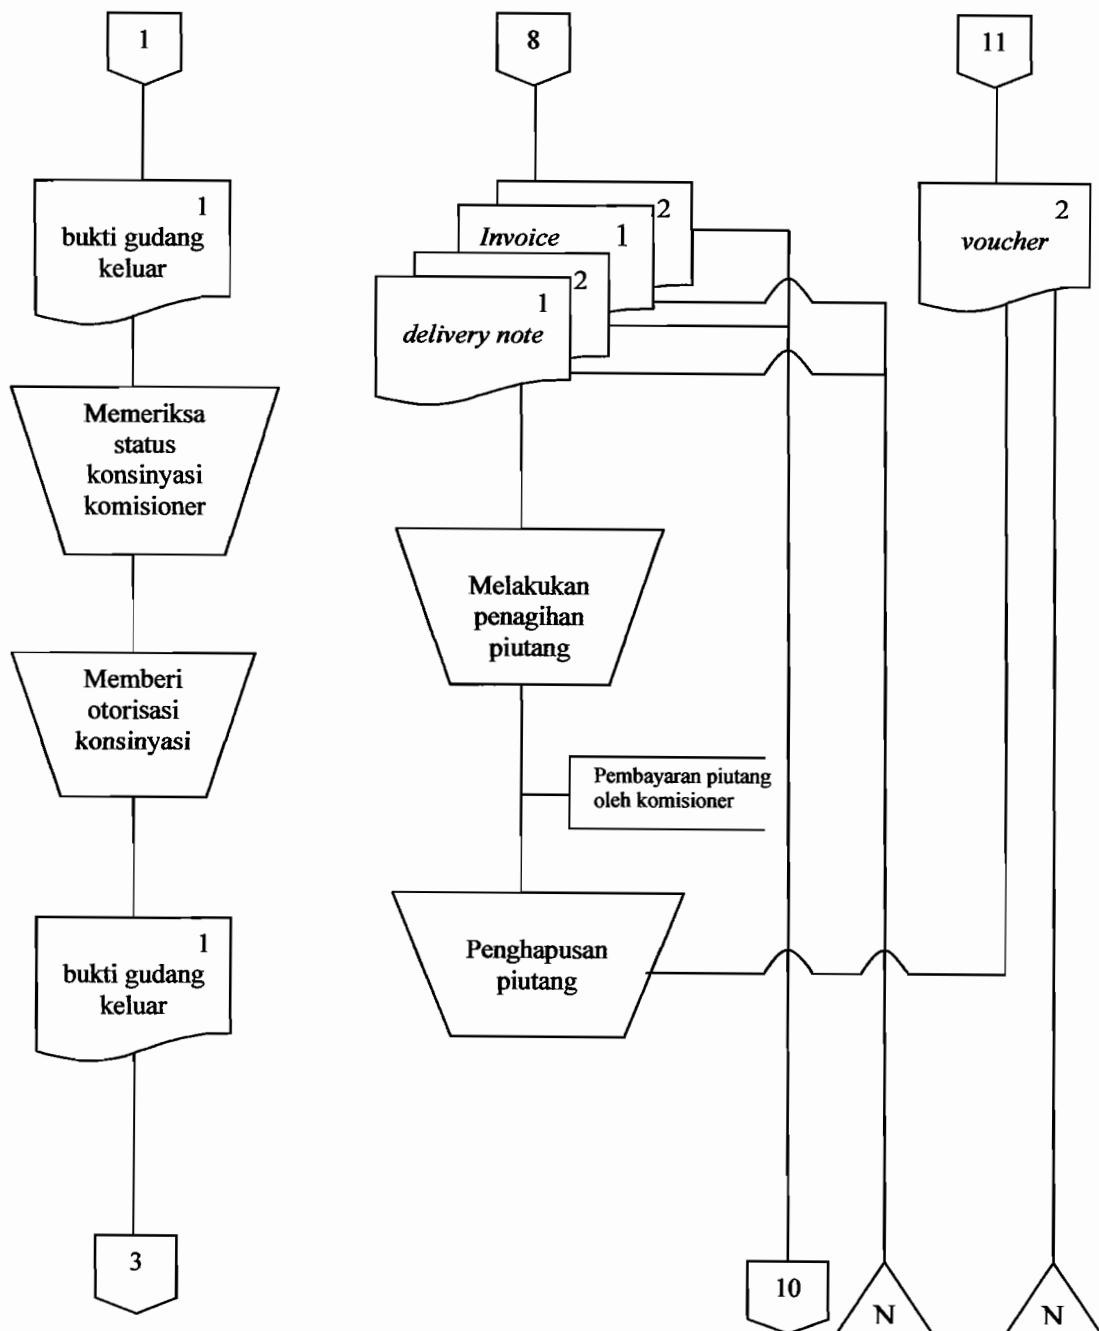 1
1
bukti gudang
keluar
Memeriksa
status
konsinyasi
komisioner
Memberi
otorisasi
konsinyasi
1
bukti gudang
keluar
3
8
2
Invoice 1
2
1
delivery note
Melakukan
penagihan
piutang
Pembayaran piutang
oleh komisioner
Penghapusan
piutang
10
N
11
2
voucher
N